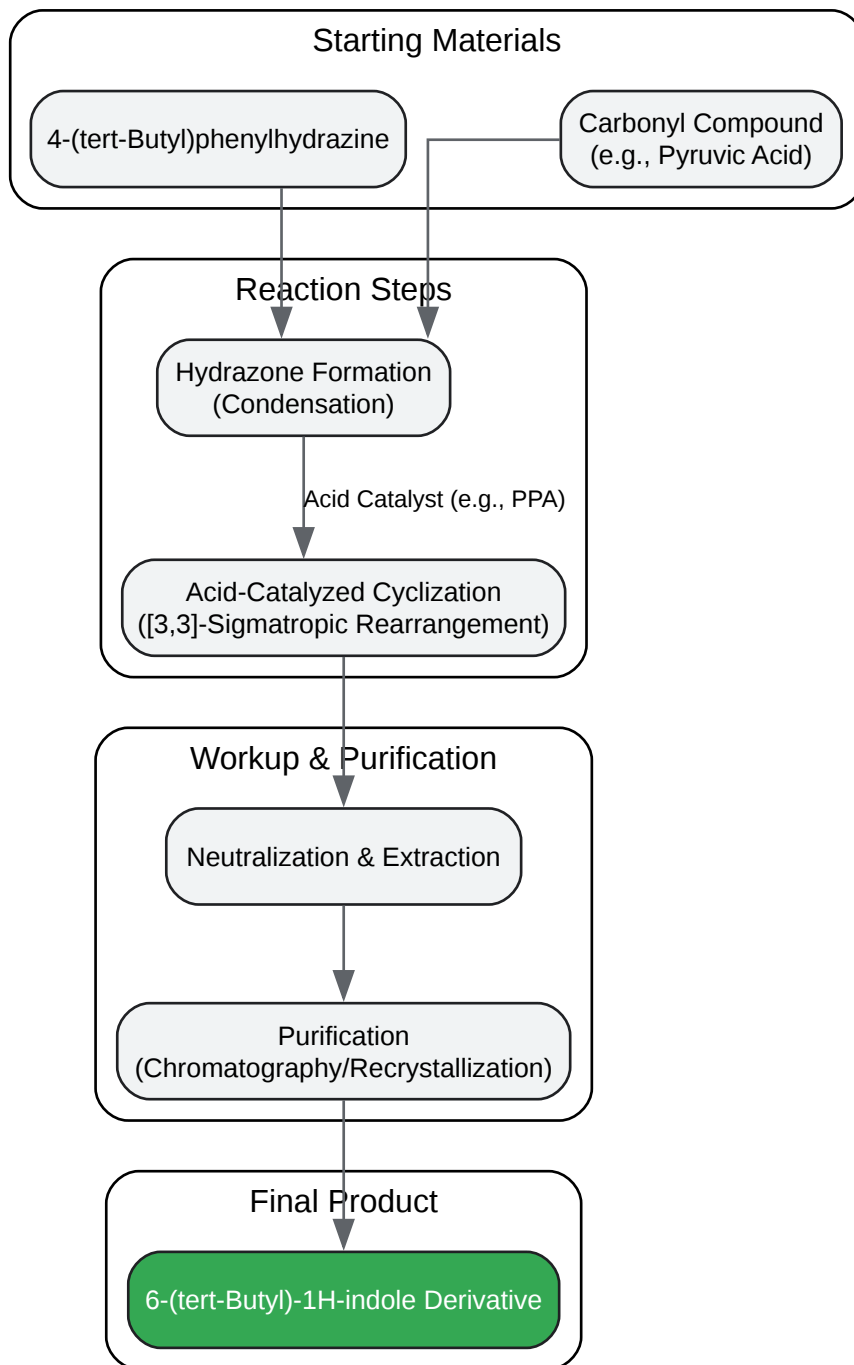 Starting Materials
4-(tert-Butyl)phenylhydrazine
Carbonyl Compound
(e.g., Pyruvic Acid)
Reaction Steps
Hydrazone Formation
(Condensation)
Acid Catalyst (e.g., PPA)
Acid-Catalyzed Cyclization
([3,3]-Sigmatropic Rearrangement)
Workup & Purification
Neutralization & Extraction
Purification
(Chromatography/Recrystallization)
Final Product
6-(tert-Butyl)-1H-indole Derivative